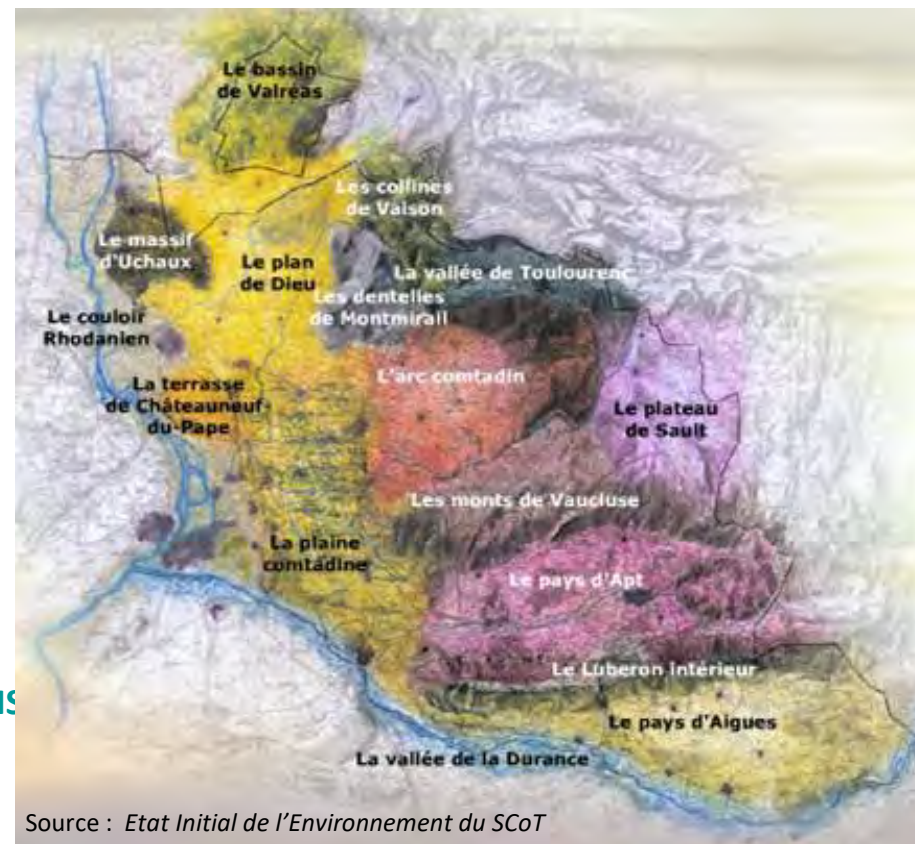 Le bassin
de Valréas
Les collines
de Vaison
Le massif
d'Uchaux
Le plan
de Dieu
La vallée de Toulourenc
Les dentelles
de Montmirail
Le couloir
Rhodanien
L'arc comtadin
La terrasse
de Châteauneuf-
du-Pape
Le plateau
de Sault
Les monts de Vaucluse
La plaine
comtadine
Le pays d'Apt
Le Luberon intérieur
Le pays d'Aigues
La vallée de la Durance
Source : Etat Initial de l'Environnement du SCoT